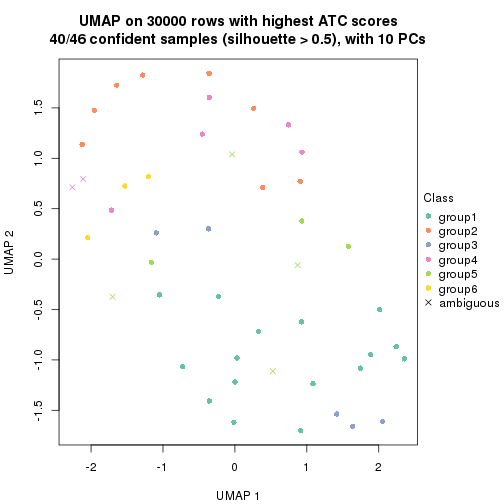 UMAP on 30000 rows with highest ATC scores
40/46 confident samples (silhouette > 0.5), with 10 PCs
UMAP 2
1.5
1.0
0.5
0.0
-0.5
-1.0
-1.5
-2
-1
0
1
2
UMAP 1
Class
group1
group2
group3
group4
group5
group6
ambiguous